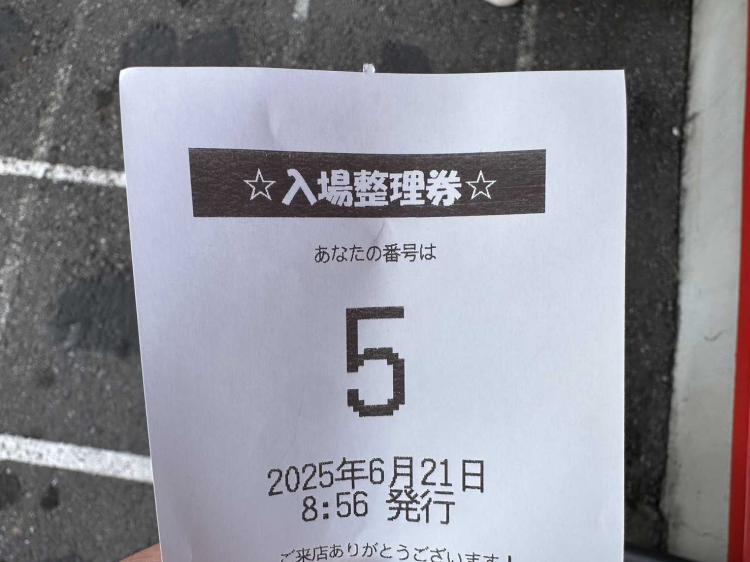 ☆入場整理券☆
あなたの番号は
5
2025年6月21日
8:56 発行
ご来店ありがとうございます！